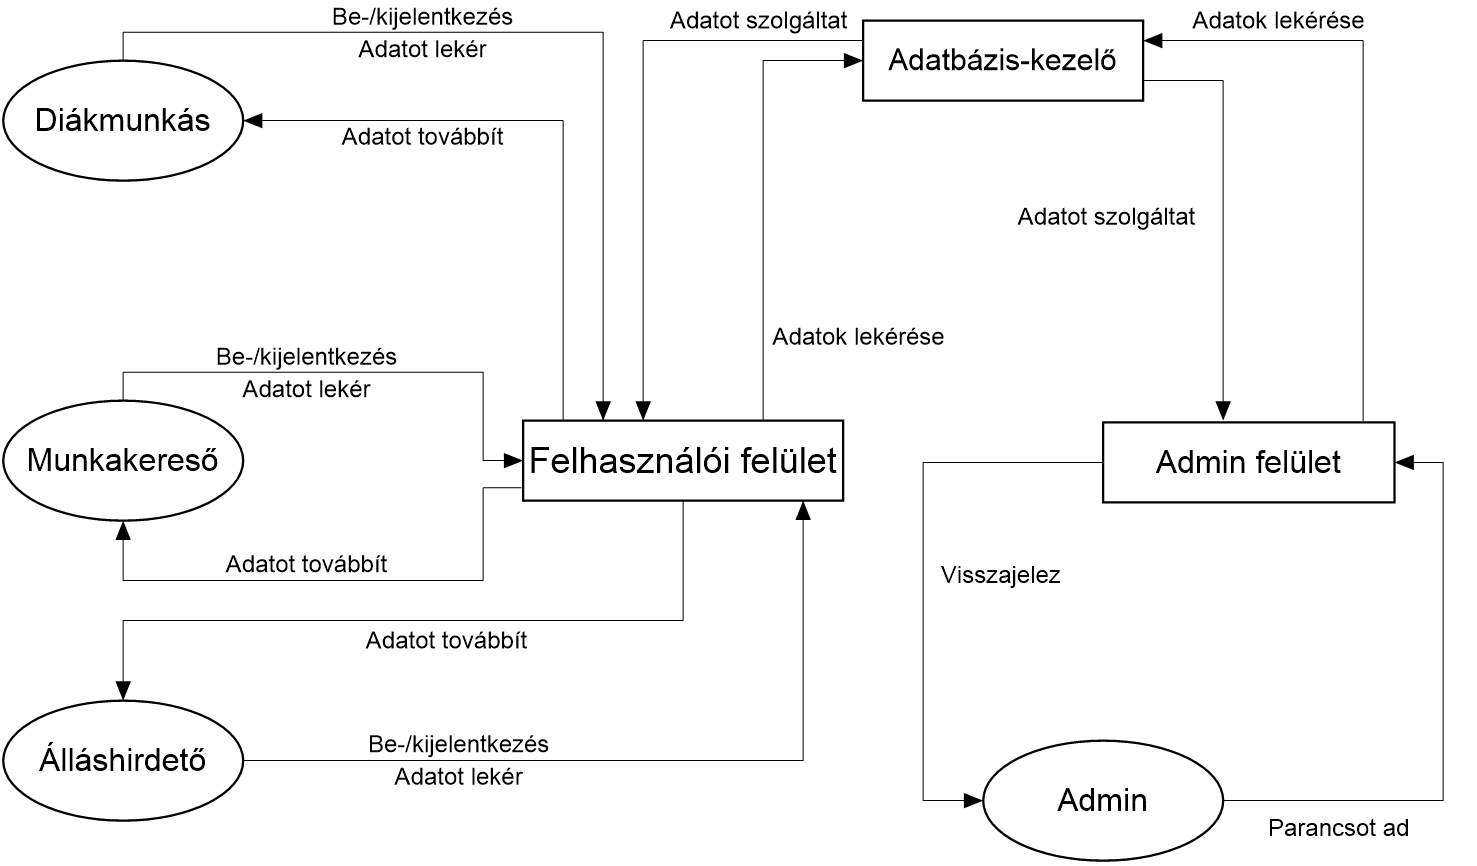 Be-/kijelentkezés
Adatot lekér
Diákmunkás
Adatot továbbít
Adatot szolgáltat
Adatbázis-kezelő
Adatok lekérése
Adatot szolgáltat
Adatok lekérése
Be-/kijelentkezés
Adatot lekér
Munkakereső
Felhasználói felület
Admin felület
Adatot továbbít
Visszajelez
Adatot továbbít
Álláshirdető
Be-/kijelentkezés
Adatot lekér
Admin
Parancsot ad